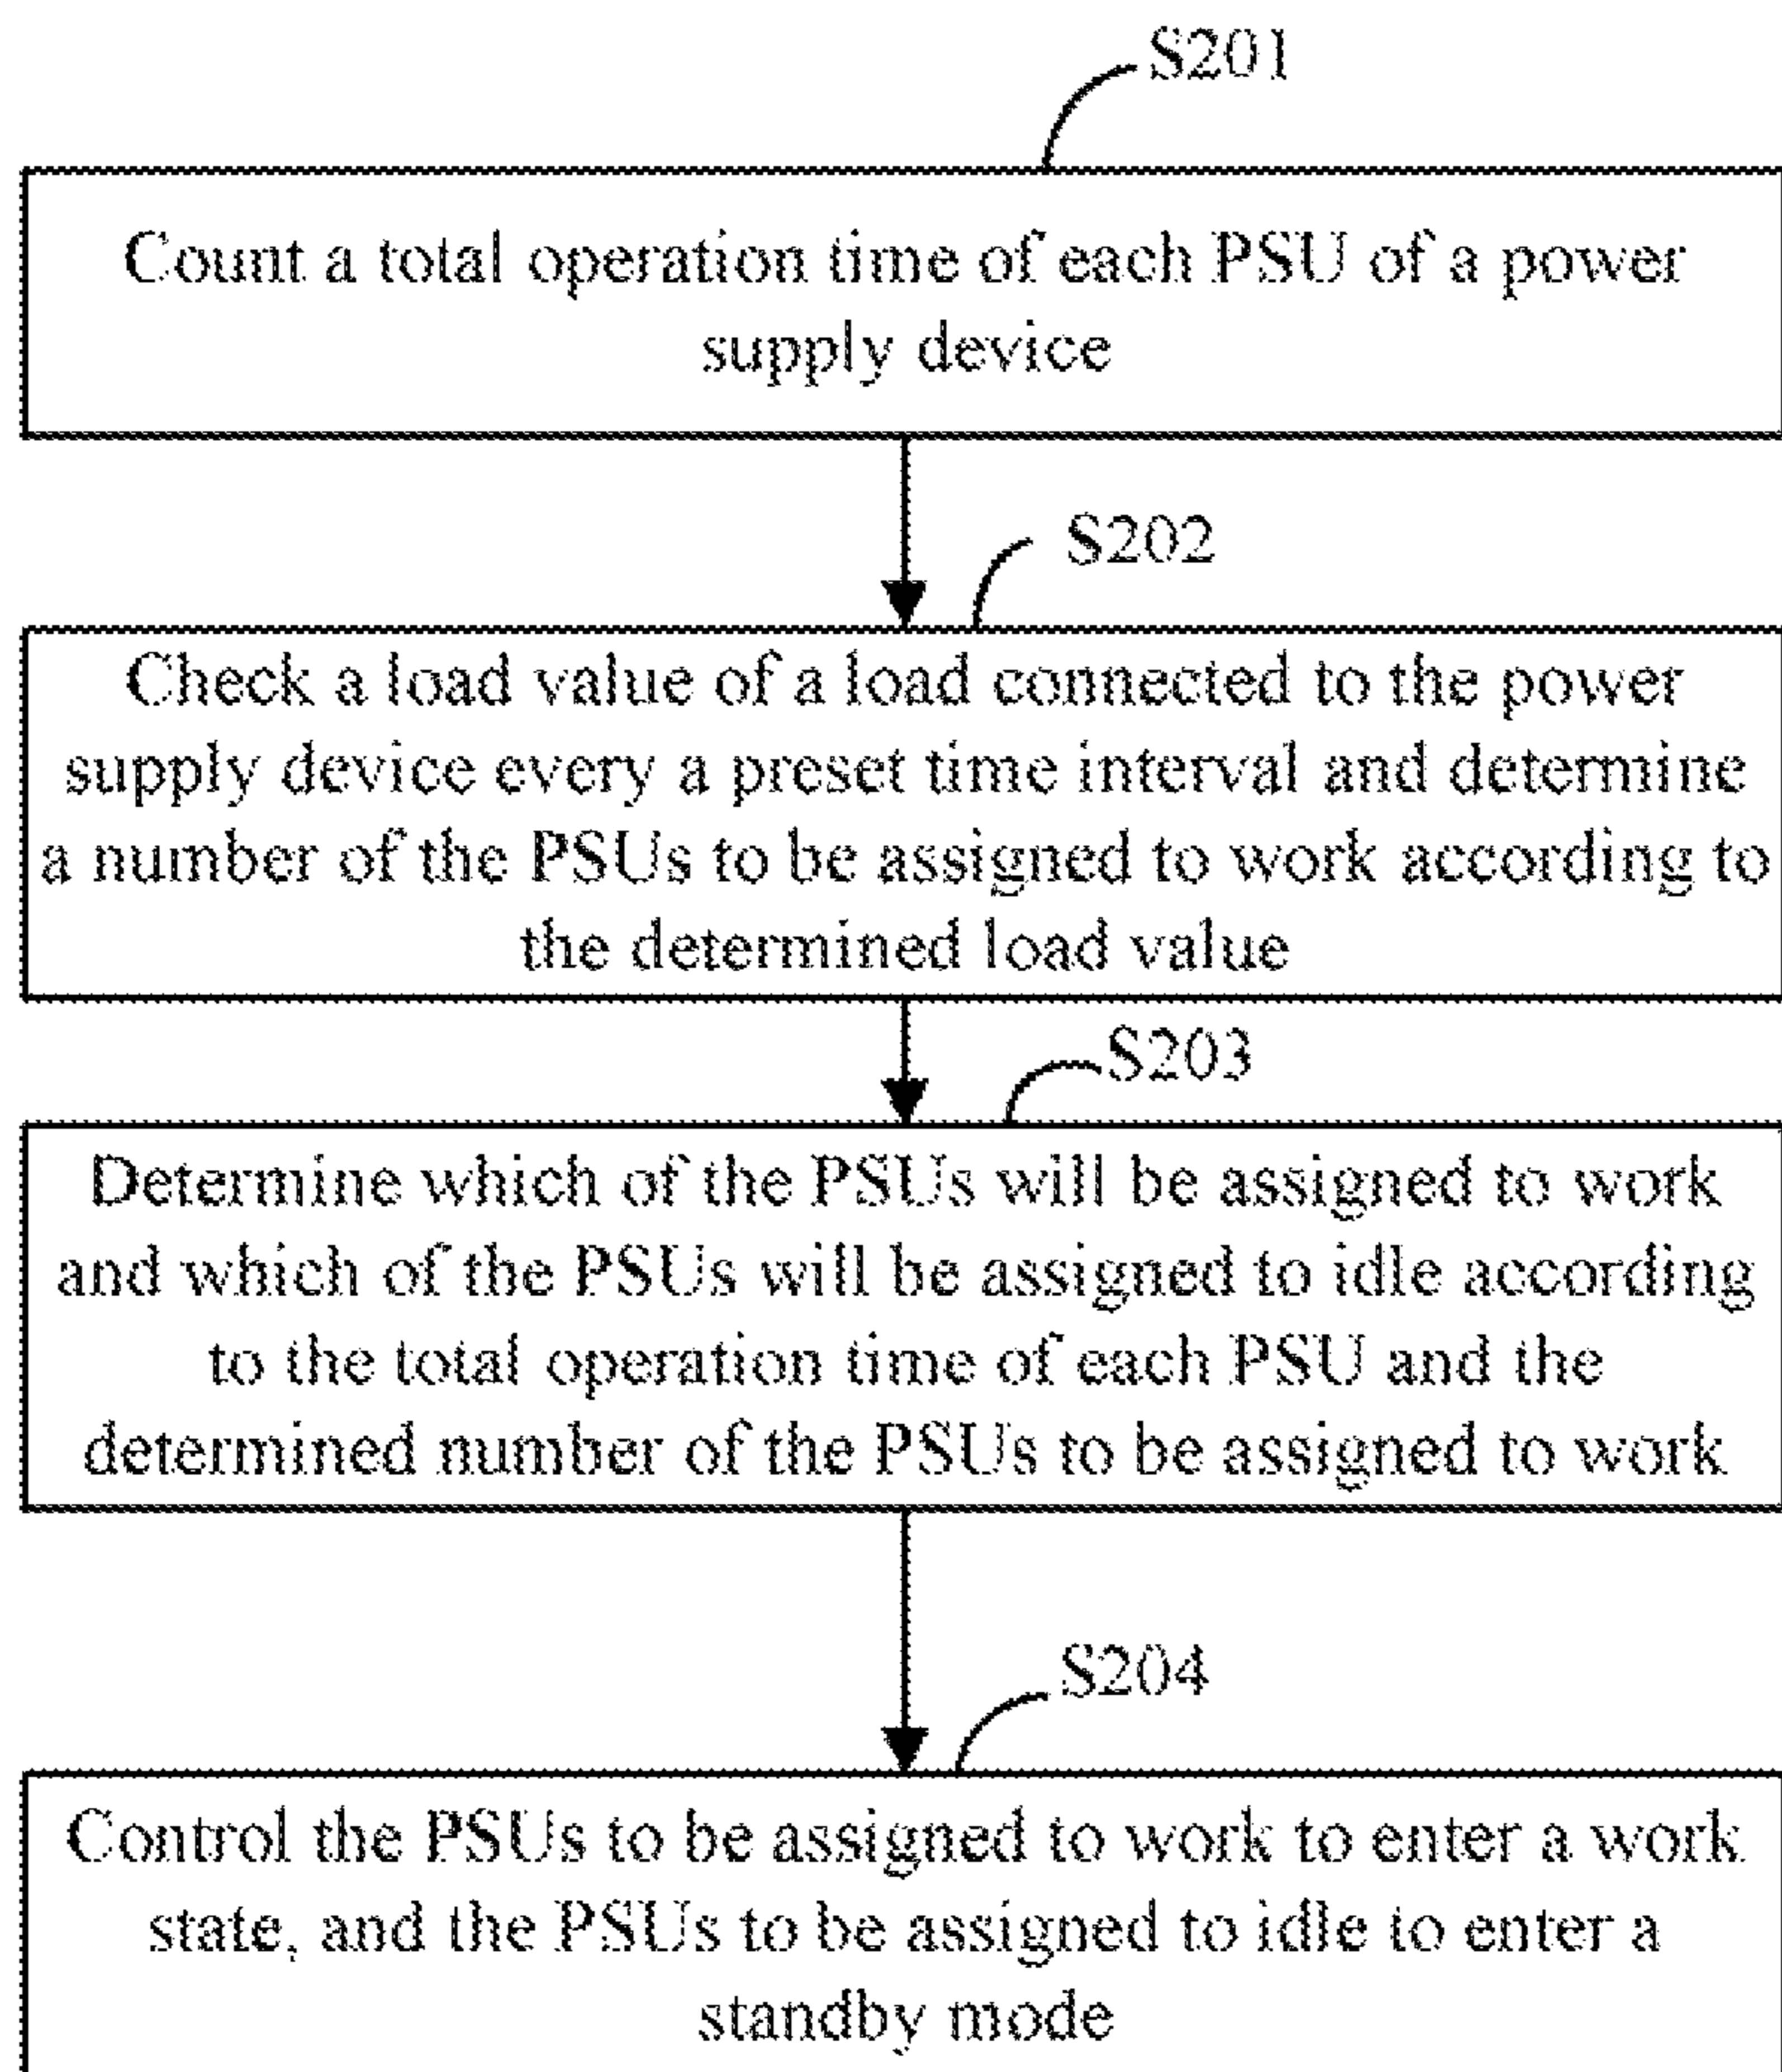 S201
Count a total operation time of each PSU of a power
supply device
S202
Check a load value of a load connected to the power
supply device every a preset time interval and determine
a number of the PSUs to be assigned to work according to
the determined load value
S203
Determine which of the PSUs will be assigned to work
and which of the PSUs will be assigned to idle according
to the total operation time of each PSU and the
determined number of the PSUs to be assigned to work
S204
Control the PSUs to be assigned to work to enter a work
state, and the PSUs to be assigned to idle to enter a
standby mode